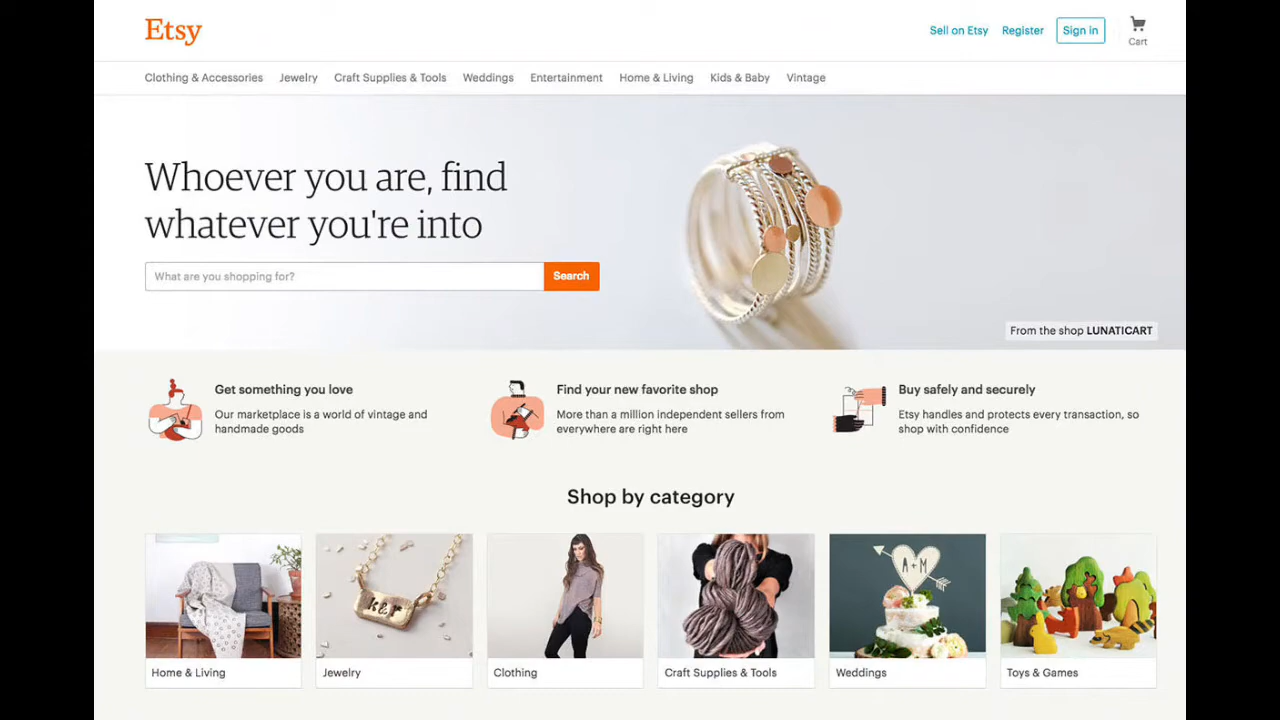 Etsy
Sell on Etsy Register Sign in
Cart
Clothing & Accessories Jewelry Craft Supplies & Tools Weddings Entertainment Home & Living Kids & Baby Vintage
Whoever you are, find
whatever you're into
What are you shopping for? Search
From the shop LUNATICART
Get something you love
Our marketplace is a world of vintage and
handmade goods
Find your new favorite shop
More than a million independent sellers from
everywhere are right here
Buy safely and securely
Etsy handles and protects every transaction, so
shop with confidence
Shop by category
k&r
A+M
Home & Living
Jewelry
Clothing
Craft Supplies & Tools
Weddings
Toys & Games